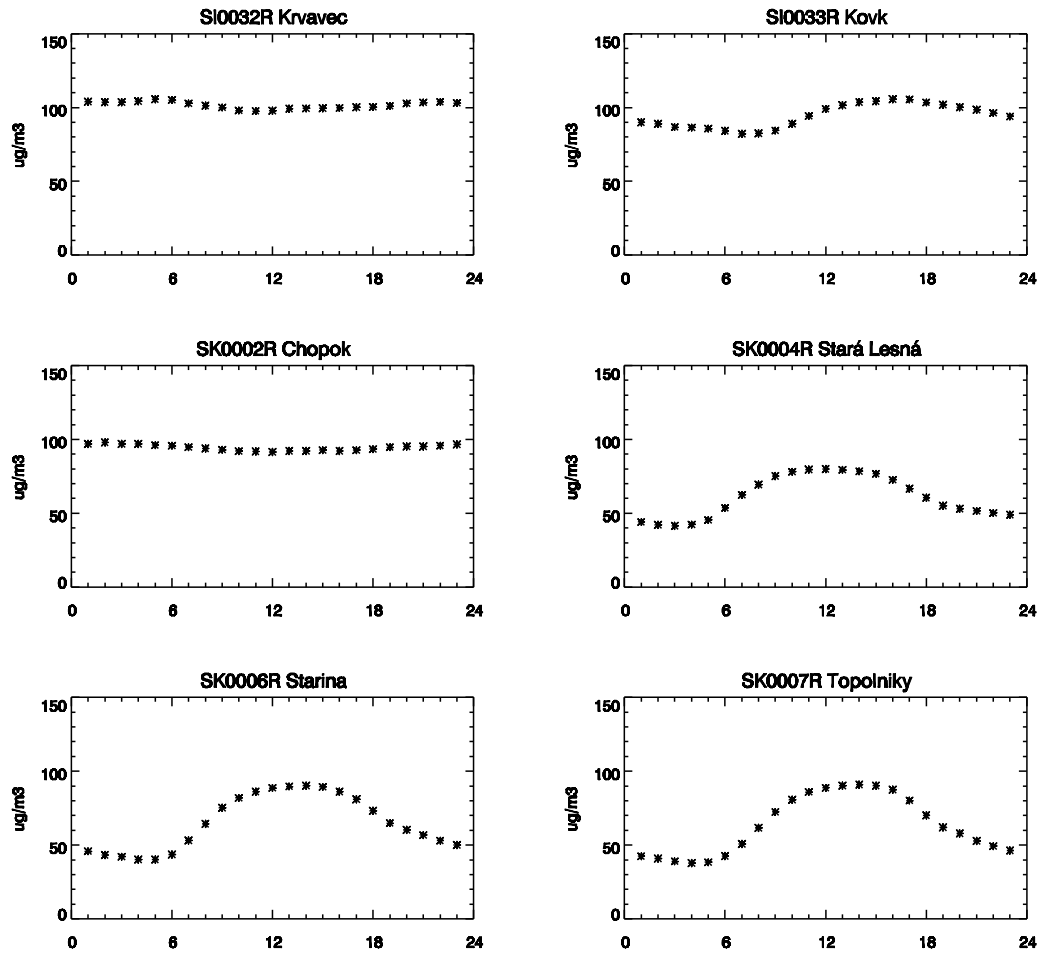 SI0032R Krvavec
150
100
50
0
ug/m3
0 6 12 18 24
SI0033R Kovk
150
100
50
0
ug/m3
0 6 12 18 24
SK0002R Chopok
150
100
50
0
ug/m3
0 6 12 18 24
SK0004R Stará Lesná
150
100
50
0
ug/m3
0 6 12 18 24
SK0006R Starina
150
100
50
0
ug/m3
0 6 12 18 24
SK0007R Topolniky
150
100
50
0
ug/m3
0 6 12 18 24